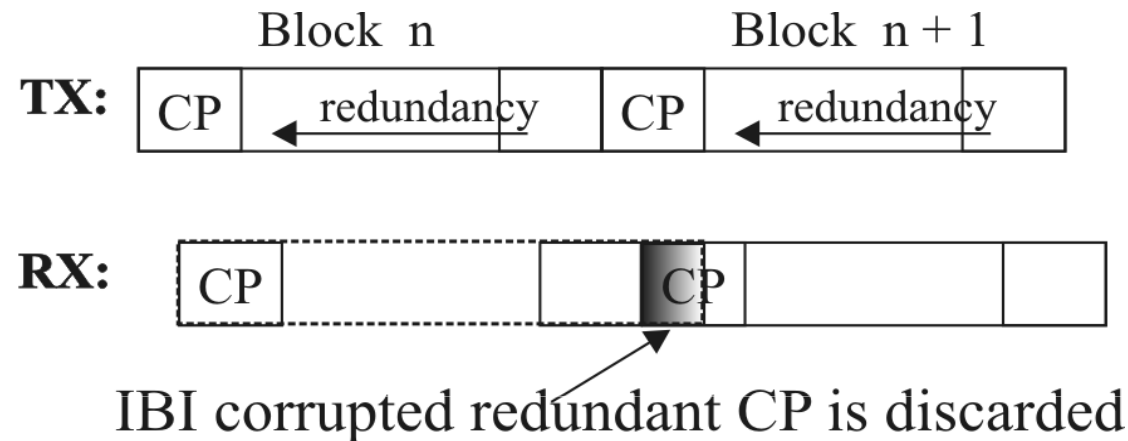 Block n Block n + 1
TX: CP redundancy CP redundancy
RX: CP CP
IBI corrupted redundant CP is discarded